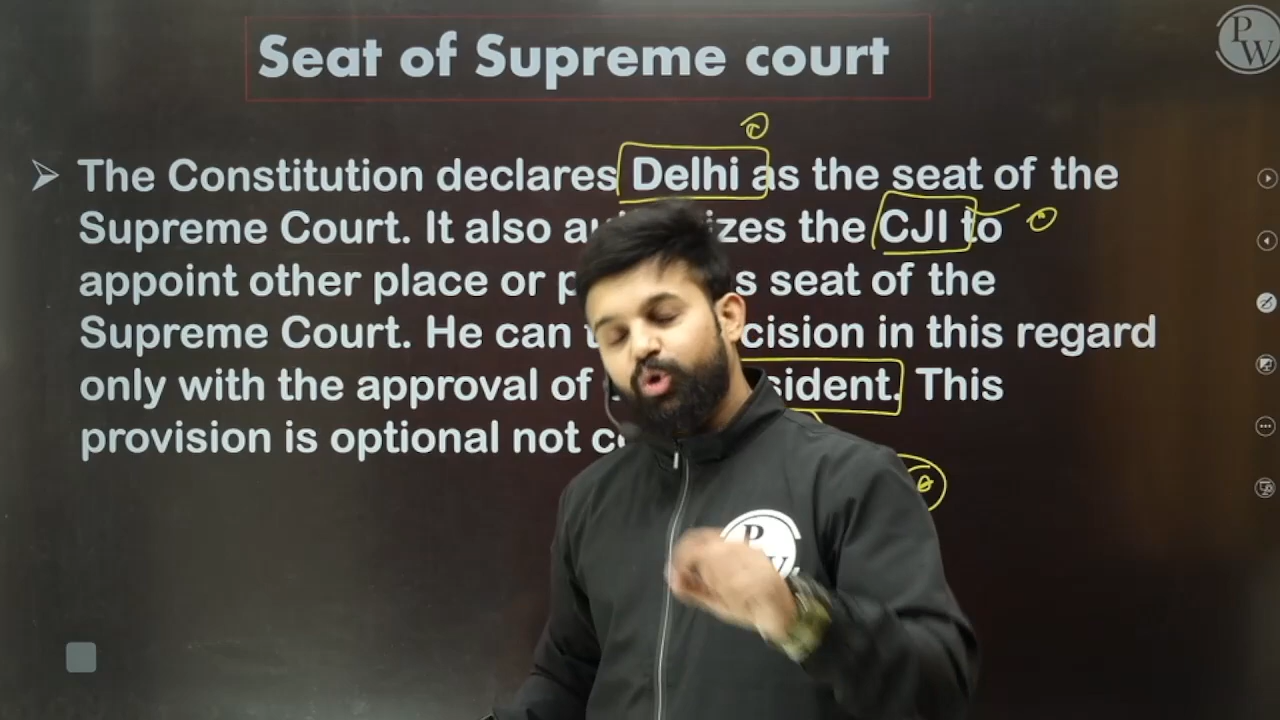 Seat of Supreme court
PW
The Constitution declares Delhi as the seat of the
Supreme Court. It also izes the CJI to
appoint other place or s seat of the
Supreme Court. He can cision in this regard
only with the approval of sident. This
provision is optional not
PW